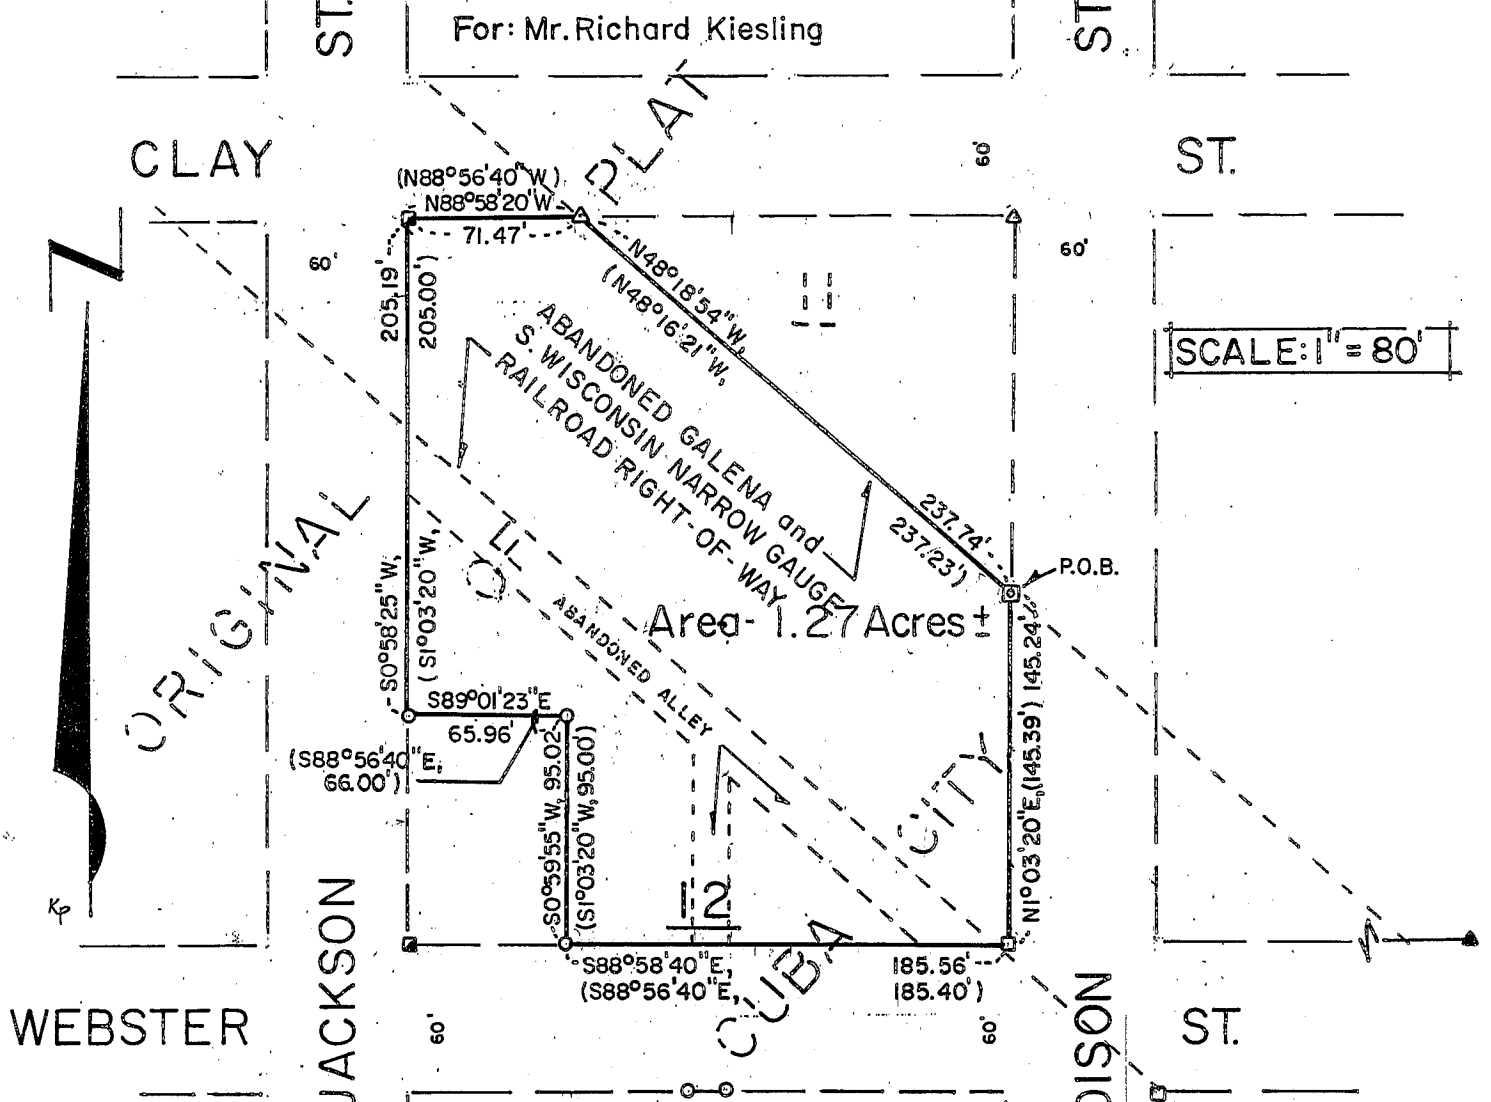 ST.
For: Mr. Richard Kiesling
ST.
PLAT
CLAY
60'
ST.
(N88°56'40"W)
N88°58'20"W
71.47'
60'
60'
205.19'
205.00')
N48°18'54"W,
(N48°16'21"W,
11
SCALE: 1"= 80'
ABANDONED GALENA and
S. WISCONSIN NARROW GAUGE
RAILROAD RIGHT-OF-WAY
237.74'
237.23')
P.O.B.
ORIGINAL
OF
ABANDONED ALLEY
Area- 1.27 Acres ±
S0°58'25"W,
(S1°03'20"W,
N1°03'20"E,(145.39') 145.24'
S89°01'23"E
65.96'
(S88°56'40"E,
66.00')
S0°59'55"W, 95.02
(S1°03'20"W, 95.00')
CITY
Kp
12
CUBA
S88°58'40"E,
(S88°56'40"E,
185.56'
185.40')
WEBSTER
JACKSON
60'
60'
DISON
ST.